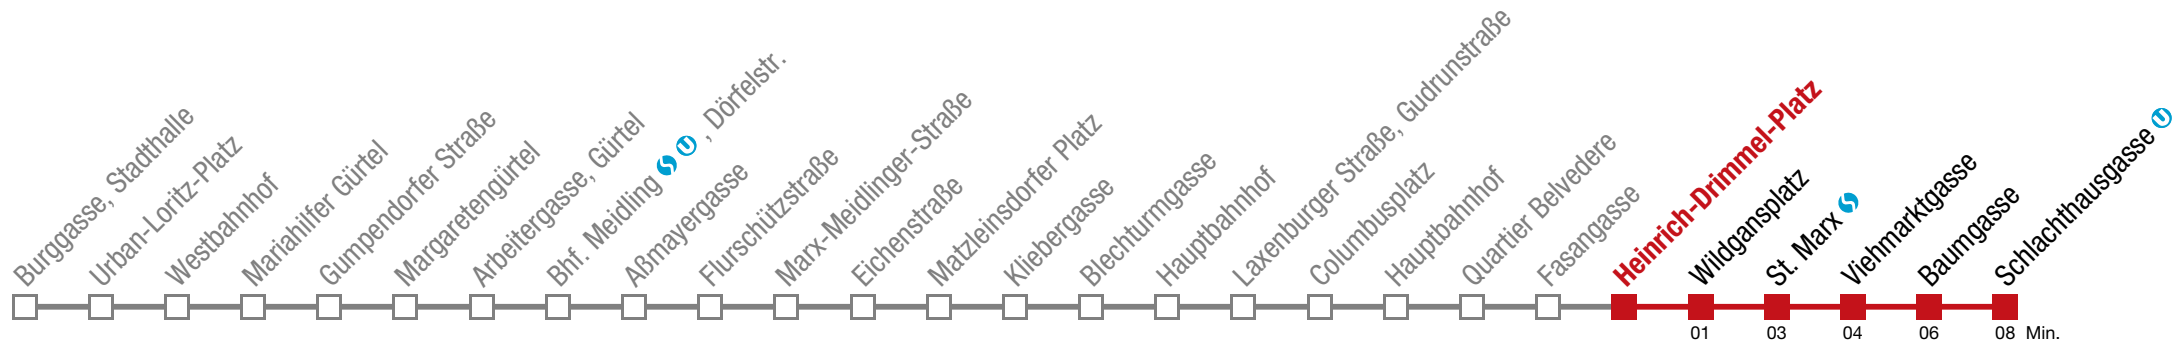 Burggasse, Stadthalle
Urban-Loritz-Platz
Westbahnhof
Mariahilfer Gürtel
Gumpendorfer Straße
Margaretengürtel
Arbeitergasse, Gürtel
Bhf. Meidling S U , Dörfelstr.
Aßmayergasse
Flurschützstraße
Marx-Meidlinger-Straße
Eichenstraße
Matzleinsdorfer Platz
Kliebergasse
Blechturmgasse
Hauptbahnhof
Laxenburger Straße, Gudrunstraße
Columbusplatz
Hauptbahnhof
Quartier Belvedere
Fasangasse
Heinrich-Drimmel-Platz
Wildgansplatz
St. Marx S
Viehmarktgasse
Baumgasse
Schlachthausgasse U
01 03 04 06 08 Min.